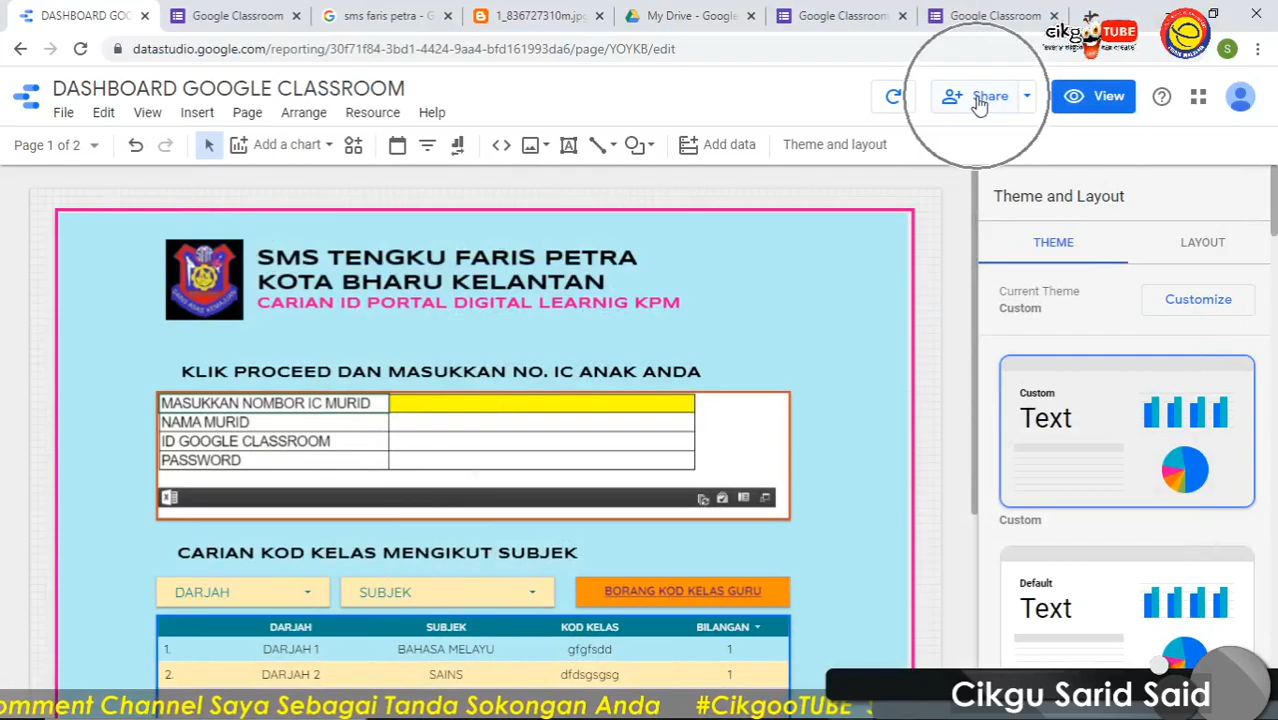 DASHBOARD GOO
Google Classroom
Google Classroom
sms faris petra - G
1_836727310m.jpg
My Drive - Google
Google Classroom
Google Classroom
datastudio.google.com/reporting/30f71f84-3bd1-4424-9aa4-bfd161993da6/page/YOYKB/edit
cikgoo TUBE
S
DASHBOARD GOOGLE CLASSROOM
Share
View
File Edit View Insert Page Arrange Resource Help
Page 1 of 2
Add a chart
Add data
Theme and layout
SMS TENGKU FARIS PETRA
KOTA BHARU KELANTAN
CARIAN ID PORTAL DIGITAL LEARNIG KPM
KLIK PROCEED DAN MASUKKAN NO. IC ANAK ANDA
MASUKKAN NOMBOR IC MURID
NAMA MURID
ID GOOGLE CLASSROOM
PASSWORD
CARIAN KOD KELAS MENGIKUT SUBJEK
DARJAH
SUBJEK
BORANG KOD KELAS GURU
DARJAH SUBJEK KOD KELAS BILANGAN
1. DARJAH 1 BAHASA MELAYU gfgfsdd 1
2. DARJAH 2 SAINS dfdsgsgsg 1
Theme and Layout
THEME
LAYOUT
Current Theme
Custom
Customize
Custom
Text
Custom
Default
Text
Cikgu Sarid Said
omment Channel Saya Sebagai Tanda Sokongan Anda #CikgooTUBE S